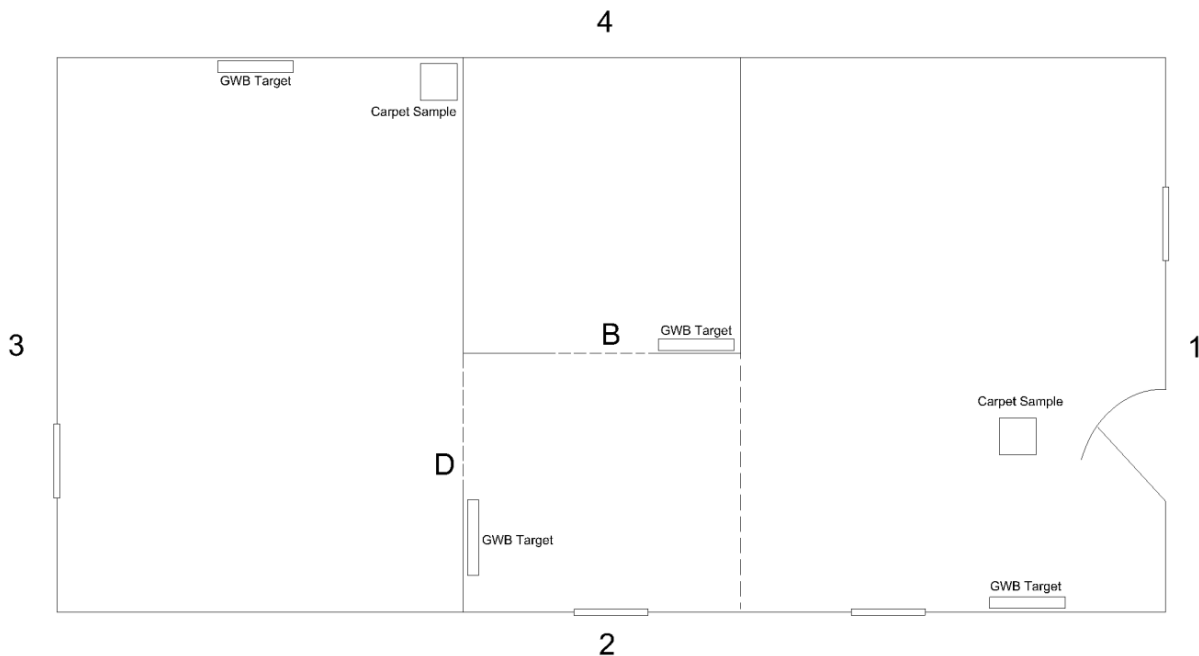 4
GWB Target
Carpet Sample
B
GWB Target
3
1
Carpet Sample
D
GWB Target
GWB Target
2